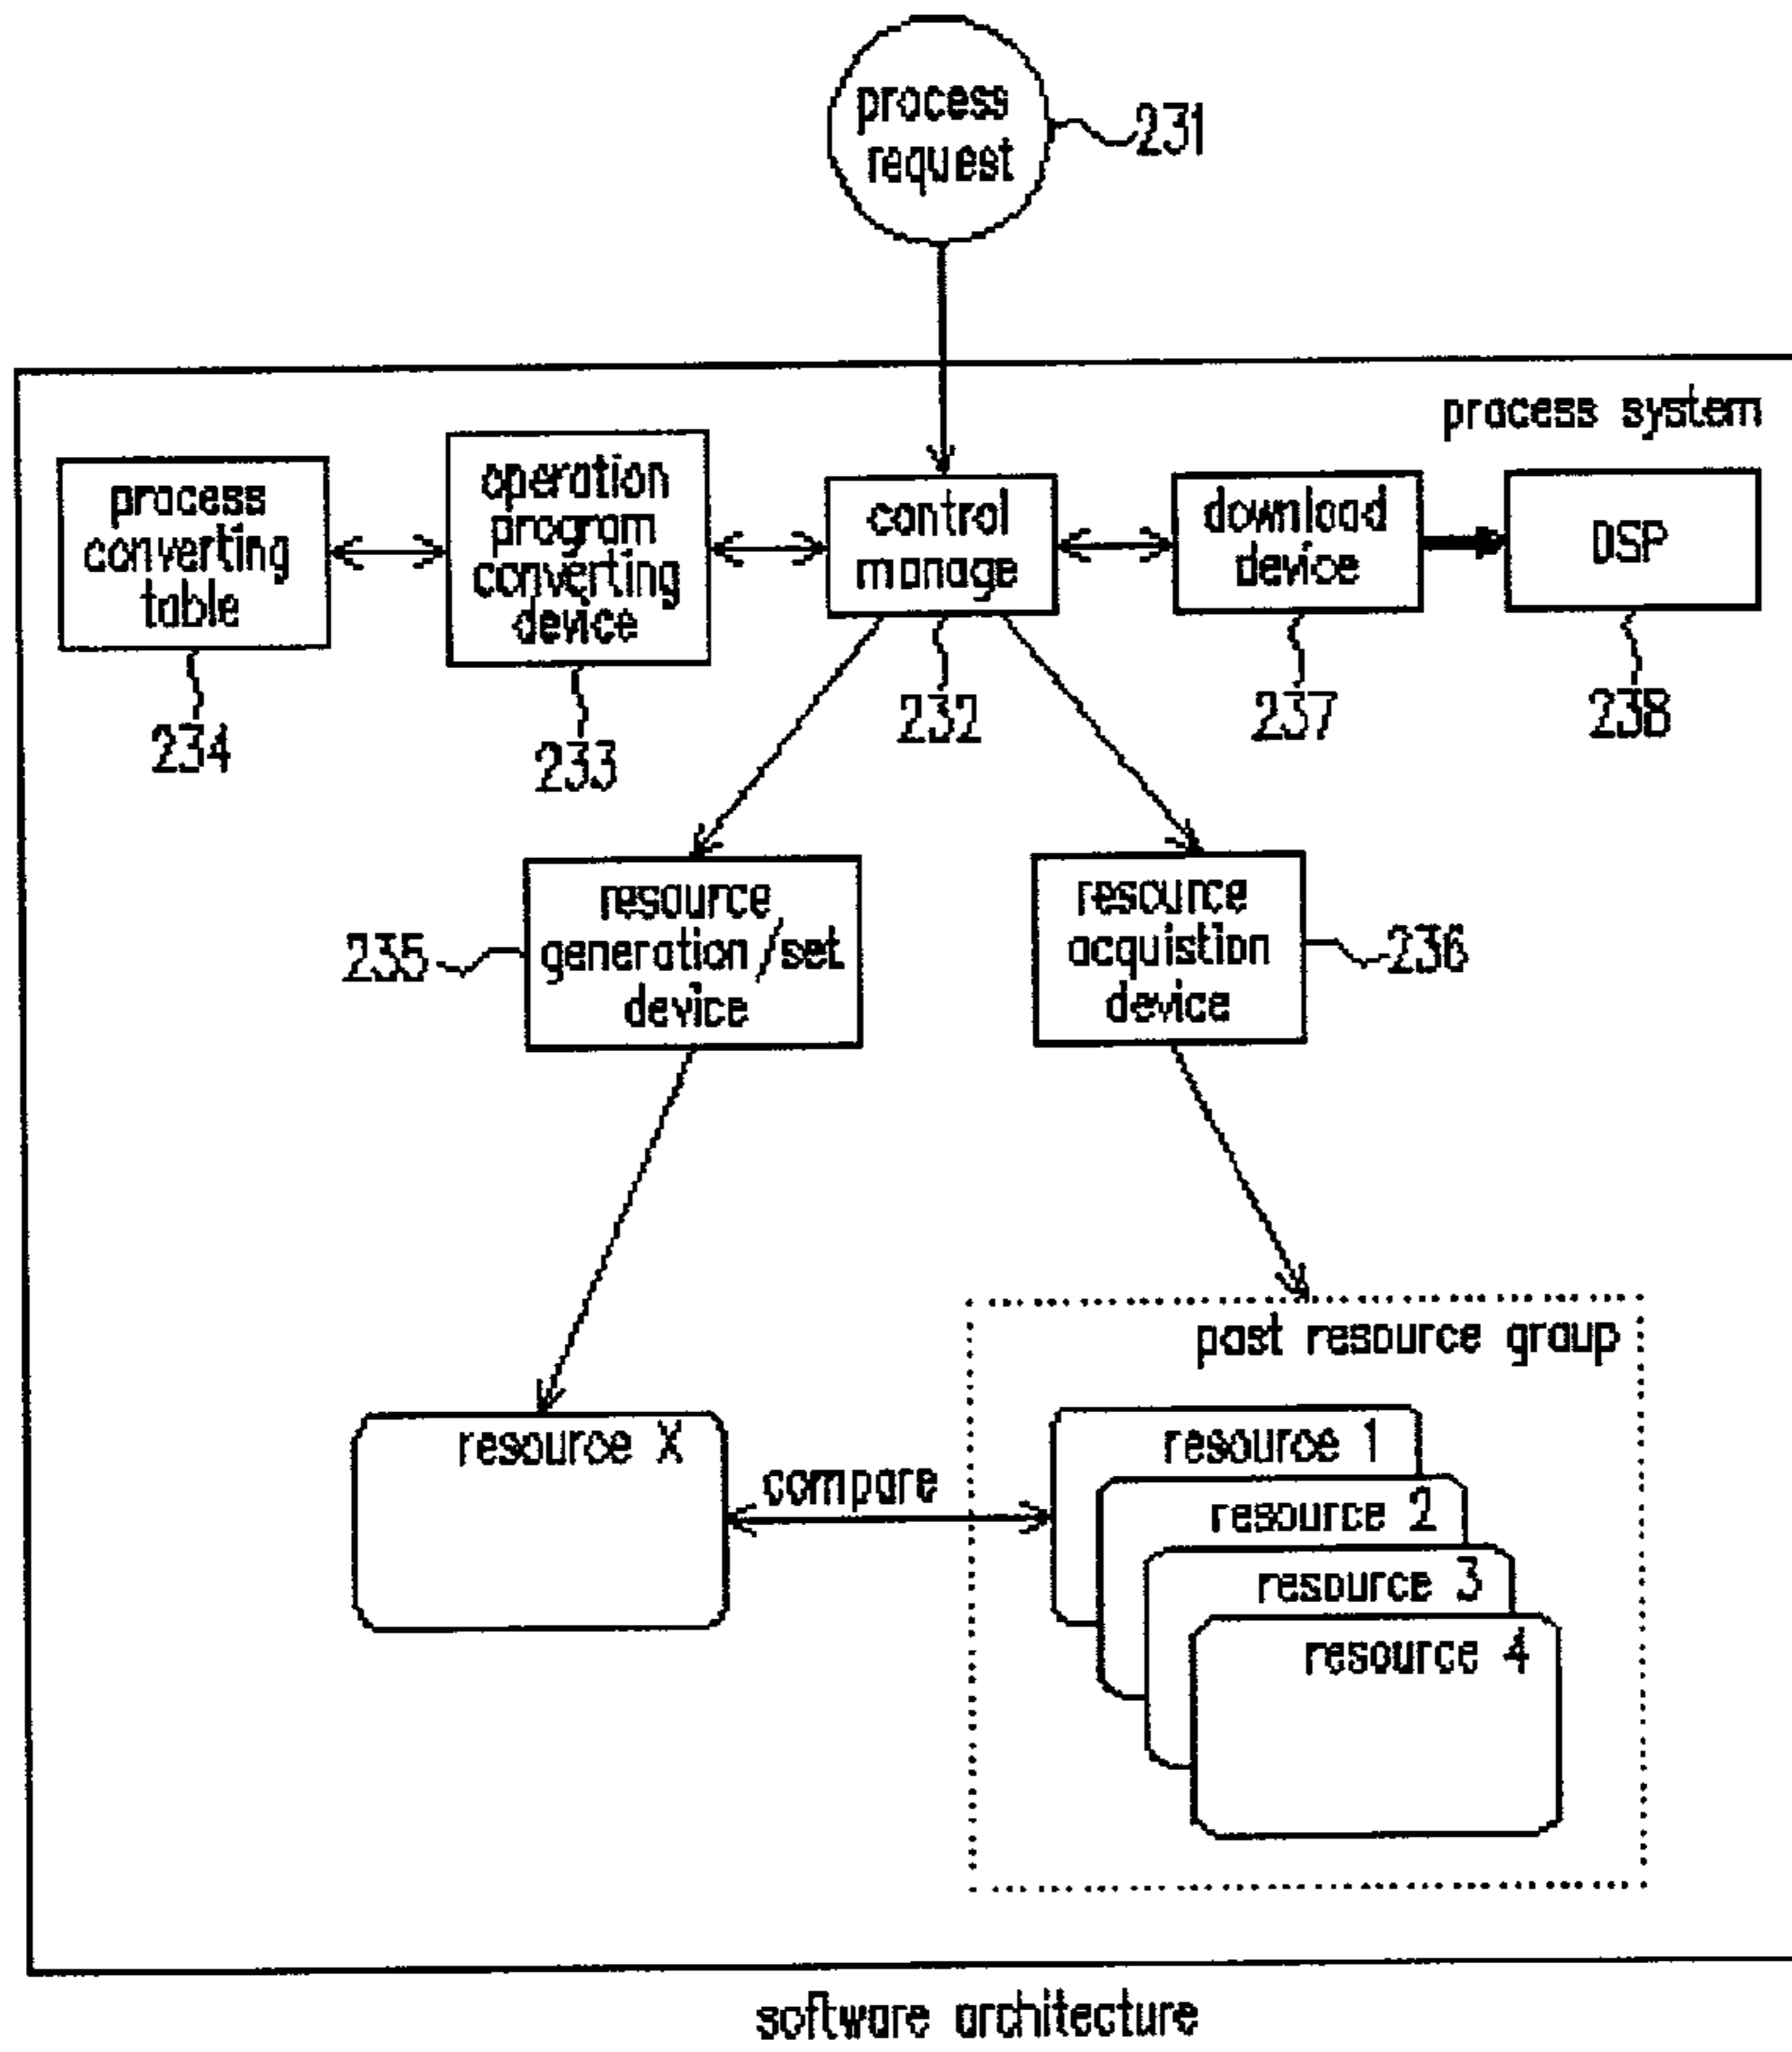 process
request
231
process system
process
converting
table
operation
program
converting
device
control
manage
download
device
DSP
234
233
232
237
238
resource
generation/set
device
235
resource
acquistion
device
236
past resource group
resource X
compare
resource 1
resource 2
resource 3
resource 4
software architecture